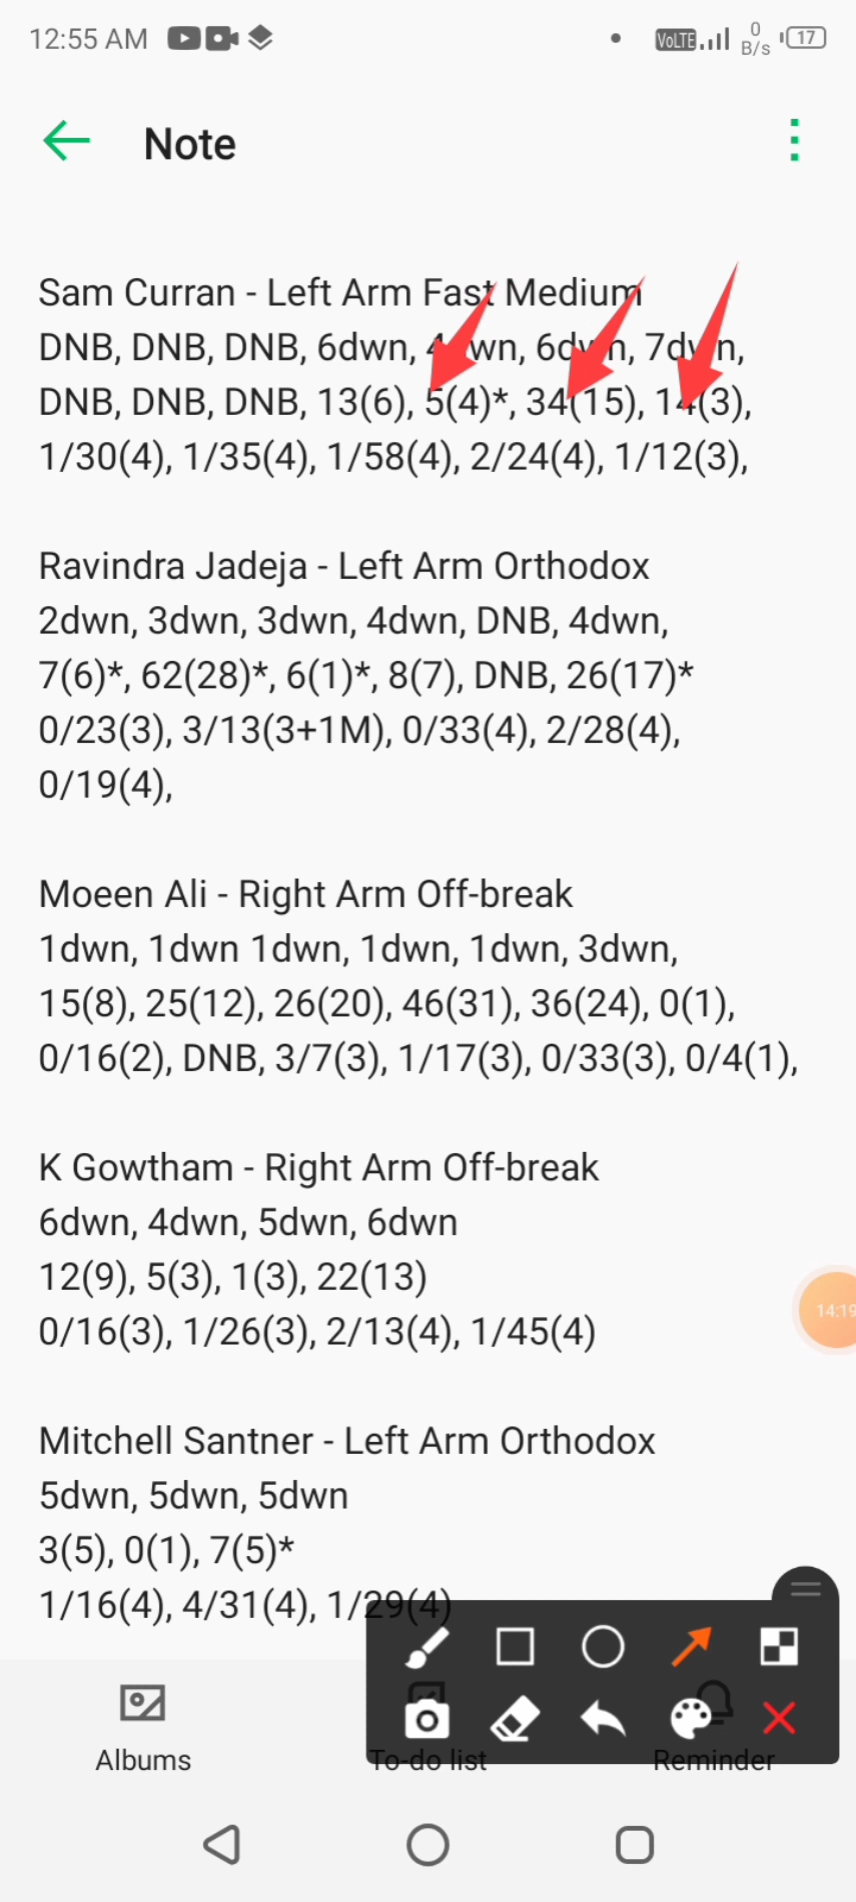 12:55 AM VoLTE 0 B/s 17
Note
Sam Curran - Left Arm Fast Medium
DNB, DNB, DNB, 6dwn, 4dwn, 6dwn, 7dwn,
DNB, DNB, DNB, 13(6), 5(4)*, 34(15), 14(3),
1/30(4), 1/35(4), 1/58(4), 2/24(4), 1/12(3),
Ravindra Jadeja - Left Arm Orthodox
2dwn, 3dwn, 3dwn, 4dwn, DNB, 4dwn,
7(6)*, 62(28)*, 6(1)*, 8(7), DNB, 26(17)*
0/23(3), 3/13(3+1M), 0/33(4), 2/28(4),
0/19(4),
Moeen Ali - Right Arm Off-break
1dwn, 1dwn 1dwn, 1dwn, 1dwn, 3dwn,
15(8), 25(12), 26(20), 46(31), 36(24), 0(1),
0/16(2), DNB, 3/7(3), 1/17(3), 0/33(3), 0/4(1),
K Gowtham - Right Arm Off-break
6dwn, 4dwn, 5dwn, 6dwn
12(9), 5(3), 1(3), 22(13)
0/16(3), 1/26(3), 2/13(4), 1/45(4)
14:19
Mitchell Santner - Left Arm Orthodox
5dwn, 5dwn, 5dwn
3(5), 0(1), 7(5)*
1/16(4), 4/31(4), 1/29(4)
Albums To-do list Reminder